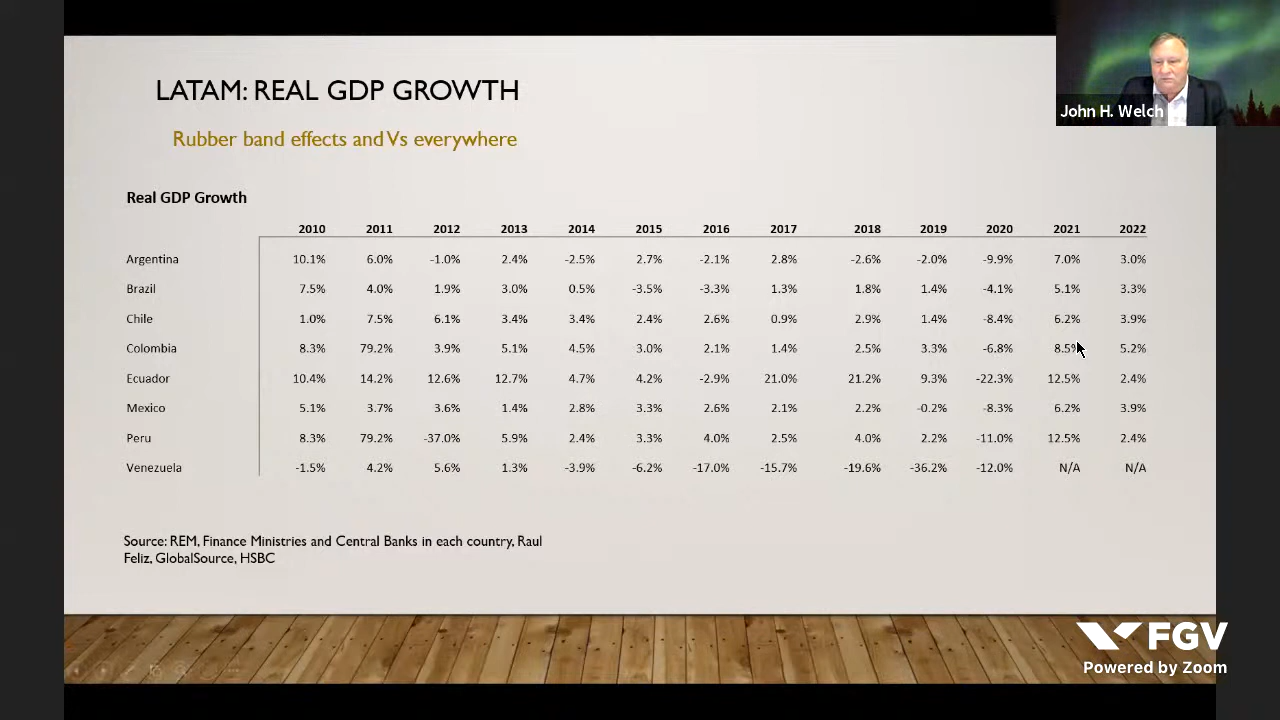 LATAM: REAL GDP GROWTH
John H. Welch
Rubber band effects and Vs everywhere
Real GDP Growth
2010 2011 2012 2013 2014 2015 2016 2017 2018 2019 2020 2021 2022
Argentina 10.1% 6.0% -1.0% 2.4% -2.5% 2.7% -2.1% 2.8% -2.6% -2.0% -9.9% 7.0% 3.0%
Brazil 7.5% 4.0% 1.9% 3.0% 0.5% -3.5% -3.3% 1.3% 1.8% 1.4% -4.1% 5.1% 3.3%
Chile 1.0% 7.5% 6.1% 3.4% 3.4% 2.4% 2.6% 0.9% 2.9% 1.4% -8.4% 6.2% 3.9%
Colombia 8.3% 79.2% 3.9% 5.1% 4.5% 3.0% 2.1% 1.4% 2.5% 3.3% -6.8% 8.5% 5.2%
Ecuador 10.4% 14.2% 12.6% 12.7% 4.7% 4.2% -2.9% 21.0% 21.2% 9.3% -22.3% 12.5% 2.4%
Mexico 5.1% 3.7% 3.6% 1.4% 2.8% 3.3% 2.6% 2.1% 2.2% -0.2% -8.3% 6.2% 3.9%
Peru 8.3% 79.2% -37.0% 5.9% 2.4% 3.3% 4.0% 2.5% 4.0% 2.2% -11.0% 12.5% 2.4%
Venezuela -1.5% 4.2% 5.6% 1.3% -3.9% -6.2% -17.0% -15.7% -19.6% -36.2% -12.0% N/A N/A
Source: REM, Finance Ministries and Central Banks in each country, Raul
Feliz, GlobalSource, HSBC
FGV
Powered by Zoom